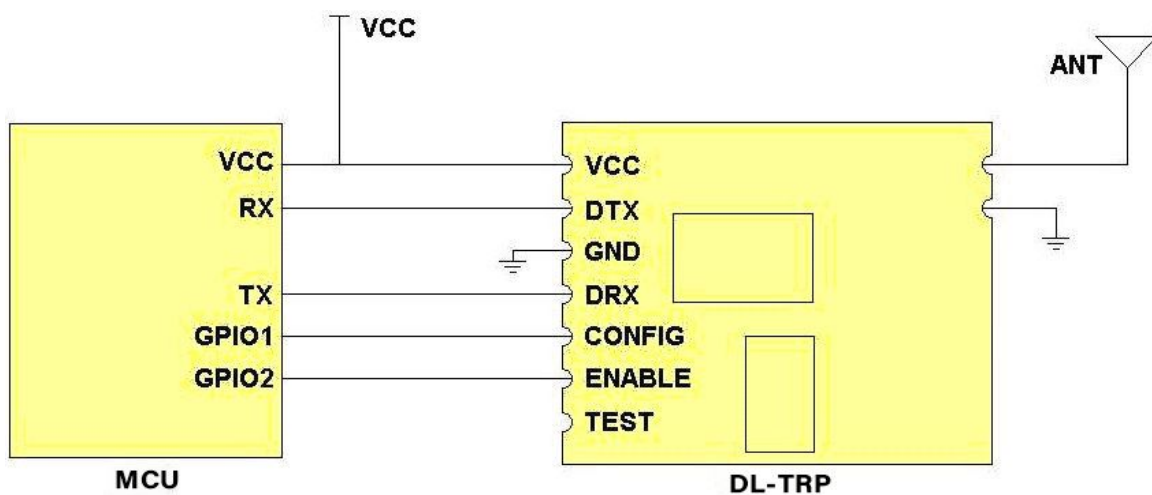 VCC
ANT
VCC
RX
TX
GPIO1
GPIO2
MCU
VCC
DTX
GND
DRX
CONFIG
ENABLE
TEST
DL-TRP